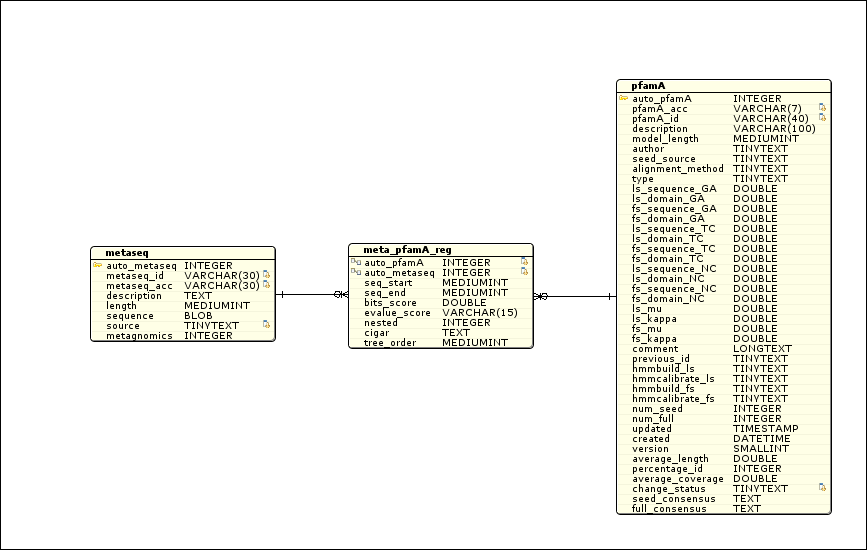 metaseq
auto_metaseq INTEGER
metaseq_id VARCHAR(30)
metaseq_acc VARCHAR(30)
description TEXT
length MEDIUMINT
sequence BLOB
source TINYTEXT
metagnomics INTEGER
meta_pfamA_reg
auto_pfamA INTEGER
auto_metaseq INTEGER
seq_start MEDIUMINT
seq_end MEDIUMINT
bits_score DOUBLE
evalue_score VARCHAR(15)
nested INTEGER
cigar TEXT
tree_order MEDIUMINT
pfamA
auto_pfamA INTEGER
pfamA_acc VARCHAR(7)
pfamA_id VARCHAR(40)
description VARCHAR(100)
model_length MEDIUMINT
author TINYTEXT
seed_source TINYTEXT
alignment_method TINYTEXT
type TINYTEXT
ls_sequence_GA DOUBLE
ls_domain_GA DOUBLE
fs_sequence_GA DOUBLE
fs_domain_GA DOUBLE
ls_sequence_TC DOUBLE
ls_domain_TC DOUBLE
fs_sequence_TC DOUBLE
fs_domain_TC DOUBLE
ls_sequence_NC DOUBLE
ls_domain_NC DOUBLE
fs_sequence_NC DOUBLE
fs_domain_NC DOUBLE
ls_mu DOUBLE
ls_kappa DOUBLE
fs_mu DOUBLE
fs_kappa DOUBLE
comment LONGTEXT
previous_id TINYTEXT
hmmbuild_ls TINYTEXT
hmmcalibrate_ls TINYTEXT
hmmbuild_fs TINYTEXT
hmmcalibrate_fs TINYTEXT
num_seed INTEGER
num_full INTEGER
updated TIMESTAMP
created DATETIME
version SMALLINT
average_length DOUBLE
percentage_id INTEGER
average_coverage DOUBLE
change_status TINYTEXT
seed_consensus TEXT
full_consensus TEXT